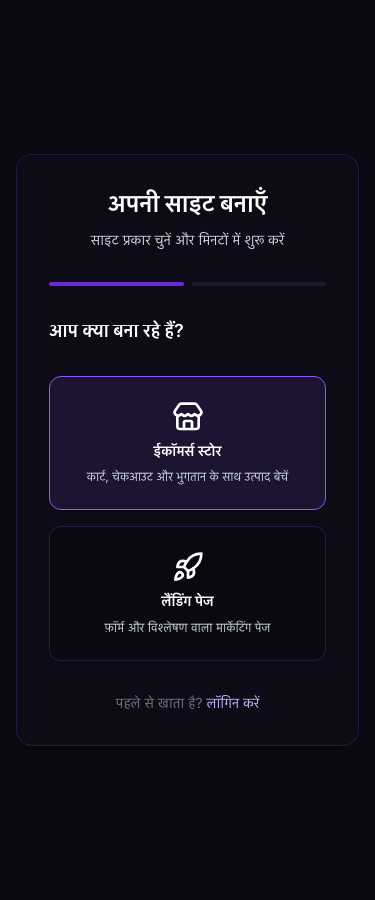 अपनी साइट बनाएँ
साइट प्रकार चुनें और मिनटों में शुरू करें
आप क्या बना रहे हैं?
ईकॉमर्स स्टोर
कार्ट, चेकआउट और भुगतान के साथ उत्पाद बेचें
लैंडिंग पेज
फ़ॉर्म और विश्लेषण वाला मार्केटिंग पेज
पहले से खाता है? लॉगिन करें